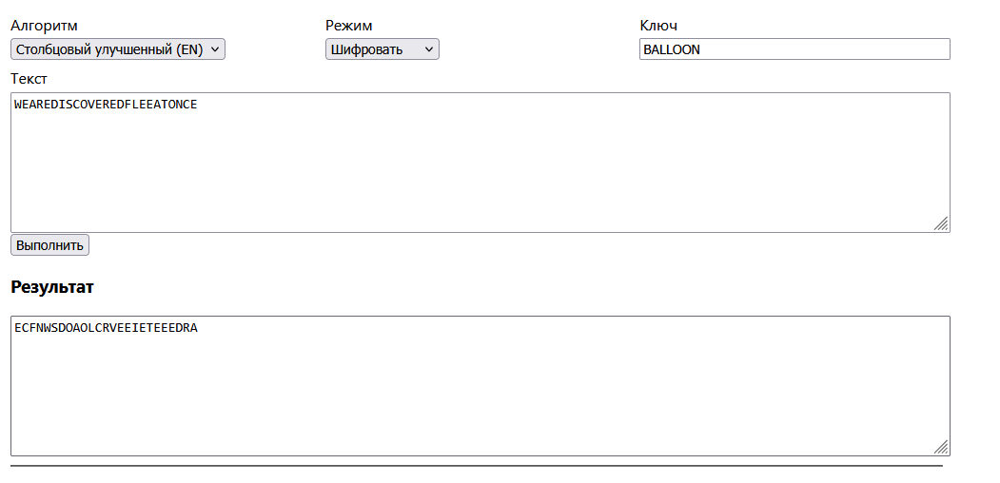 Алгоритм Режим Ключ
Столбцовый улучшенный (EN) Шифровать BALLOON
Текст
WEAREDISCOVEREDFLEEATONCE
Выполнить
Результат
ECFNWSDOAOLCRVEEIETEEEDRA